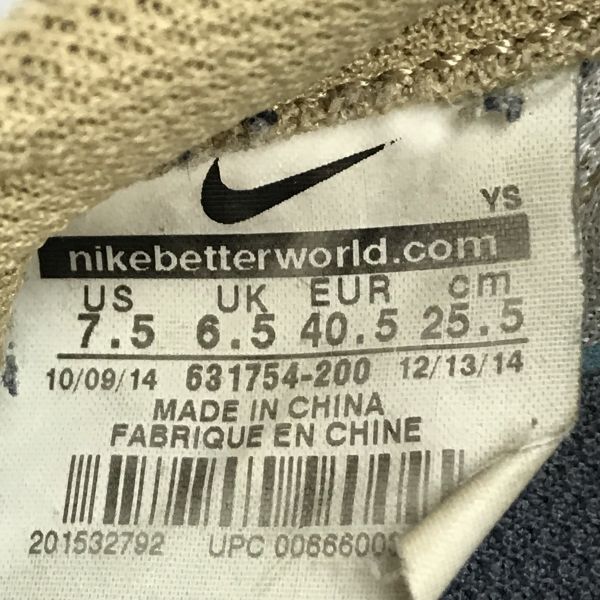 YS
nikebetterworld.com
US UK EUR cm
7.5 6.5 40.5 25.5
10/09/14 631754-200 12/13/14
MADE IN CHINA
FABRIQUE EN CHINE
201532792 UPC